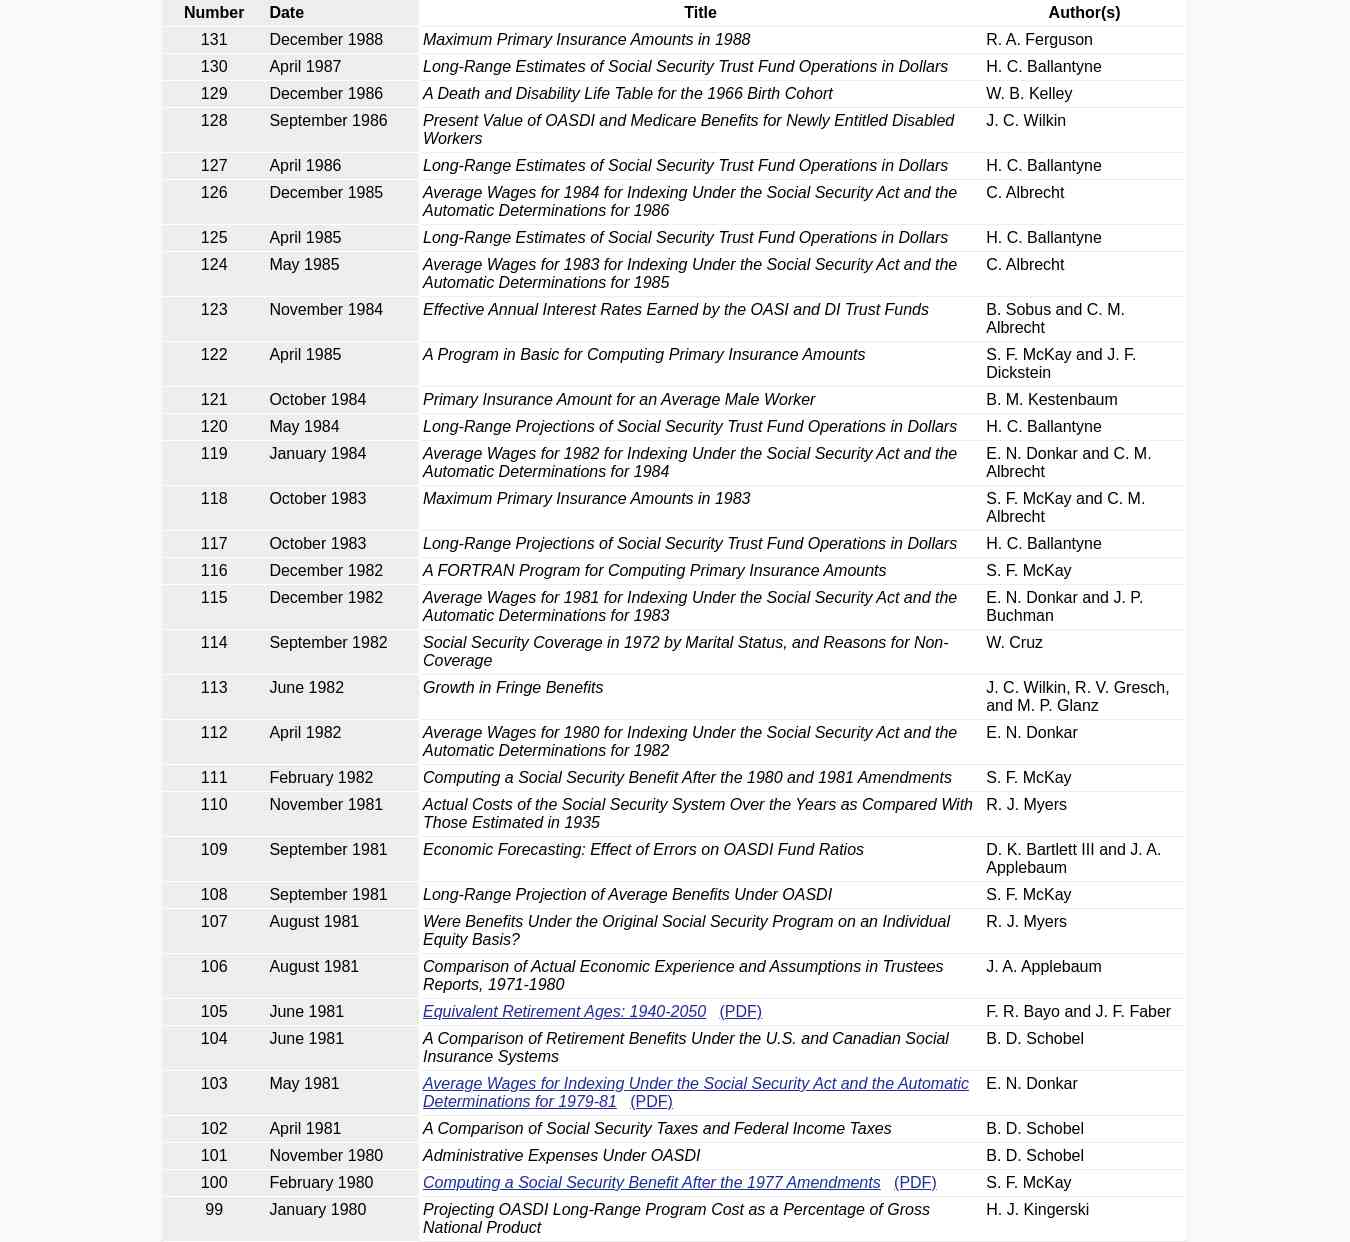 Number Date Title Author(s)
131 December 1988 Maximum Primary Insurance Amounts in 1988 R. A. Ferguson
130 April 1987 Long-Range Estimates of Social Security Trust Fund Operations in Dollars H. C. Ballantyne
129 December 1986 A Death and Disability Life Table for the 1966 Birth Cohort W. B. Kelley
128 September 1986 Present Value of OASDI and Medicare Benefits for Newly Entitled Disabled J. C. Wilkin
Workers
127 April 1986 Long-Range Estimates of Social Security Trust Fund Operations in Dollars H. C. Ballantyne
126 December 1985 Average Wages for 1984 for Indexing Under the Social Security Act and the C. Albrecht
Automatic Determinations for 1986
125 April 1985 Long-Range Estimates of Social Security Trust Fund Operations in Dollars H. C. Ballantyne
124 May 1985 Average Wages for 1983 for Indexing Under the Social Security Act and the C. Albrecht
Automatic Determinations for 1985
123 November 1984 Effective Annual Interest Rates Earned by the OASI and DI Trust Funds B. Sobus and C. M.
Albrecht
122 April 1985 A Program in Basic for Computing Primary Insurance Amounts S. F. McKay and J. F.
Dickstein
121 October 1984 Primary Insurance Amount for an Average Male Worker B. M. Kestenbaum
120 May 1984 Long-Range Projections of Social Security Trust Fund Operations in Dollars H. C. Ballantyne
119 January 1984 Average Wages for 1982 for Indexing Under the Social Security Act and the E. N. Donkar and C. M.
Automatic Determinations for 1984 Albrecht
118 October 1983 Maximum Primary Insurance Amounts in 1983 S. F. McKay and C. M.
Albrecht
117 October 1983 Long-Range Projections of Social Security Trust Fund Operations in Dollars H. C. Ballantyne
116 December 1982 A FORTRAN Program for Computing Primary Insurance Amounts S. F. McKay
115 December 1982 Average Wages for 1981 for Indexing Under the Social Security Act and the E. N. Donkar and J. P.
Automatic Determinations for 1983 Buchman
114 September 1982 Social Security Coverage in 1972 by Marital Status, and Reasons for Non- W. Cruz
Coverage
113 June 1982 Growth in Fringe Benefits J. C. Wilkin, R. V. Gresch,
and M. P. Glanz
112 April 1982 Average Wages for 1980 for Indexing Under the Social Security Act and the E. N. Donkar
Automatic Determinations for 1982
111 February 1982 Computing a Social Security Benefit After the 1980 and 1981 Amendments S. F. McKay
110 November 1981 Actual Costs of the Social Security System Over the Years as Compared With R. J. Myers
Those Estimated in 1935
109 September 1981 Economic Forecasting: Effect of Errors on OASDI Fund Ratios D. K. Bartlett III and J. A.
Applebaum
108 September 1981 Long-Range Projection of Average Benefits Under OASDI S. F. McKay
107 August 1981 Were Benefits Under the Original Social Security Program on an Individual R. J. Myers
Equity Basis?
106 August 1981 Comparison of Actual Economic Experience and Assumptions in Trustees J. A. Applebaum
Reports, 1971-1980
105 June 1981 Equivalent Retirement Ages: 1940-2050 (PDF) F. R. Bayo and J. F. Faber
104 June 1981 A Comparison of Retirement Benefits Under the U.S. and Canadian Social B. D. Schobel
Insurance Systems
103 May 1981 Average Wages for Indexing Under the Social Security Act and the Automatic E. N. Donkar
Determinations for 1979-81 (PDF)
102 April 1981 A Comparison of Social Security Taxes and Federal Income Taxes B. D. Schobel
101 November 1980 Administrative Expenses Under OASDI B. D. Schobel
100 February 1980 Computing a Social Security Benefit After the 1977 Amendments (PDF) S. F. McKay
99 January 1980 Projecting OASDI Long-Range Program Cost as a Percentage of Gross H. J. Kingerski
National Product